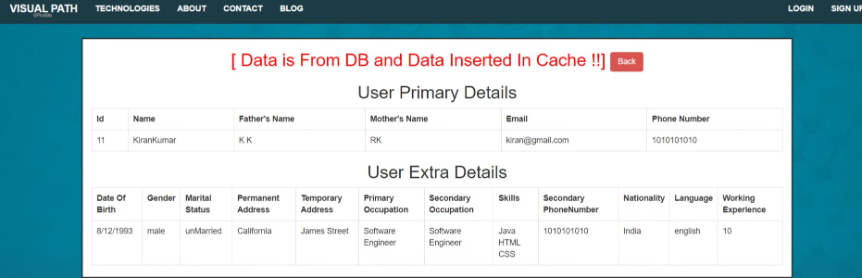 VISUAL PATH TECHNOLOGIES ABOUT CONTACT BLOG LOGIN SIGN UP
VProfile
[ Data is From DB and Data Inserted In Cache !!] Back
User Primary Details
Id Name Father's Name Mother's Name Email Phone Number
11 KiranKumar K K RK kiran@gmail.com 1010101010
User Extra Details
Date Of Gender Marital Permanent Temporary Primary Secondary Skills Secondary Nationality Language Working
Birth Status Address Address Occupation Occupation PhoneNumber Experience
8/12/1993 male unMarried California James Street Software Software Java 1010101010 India english 10
Engineer Engineer HTML
CSS